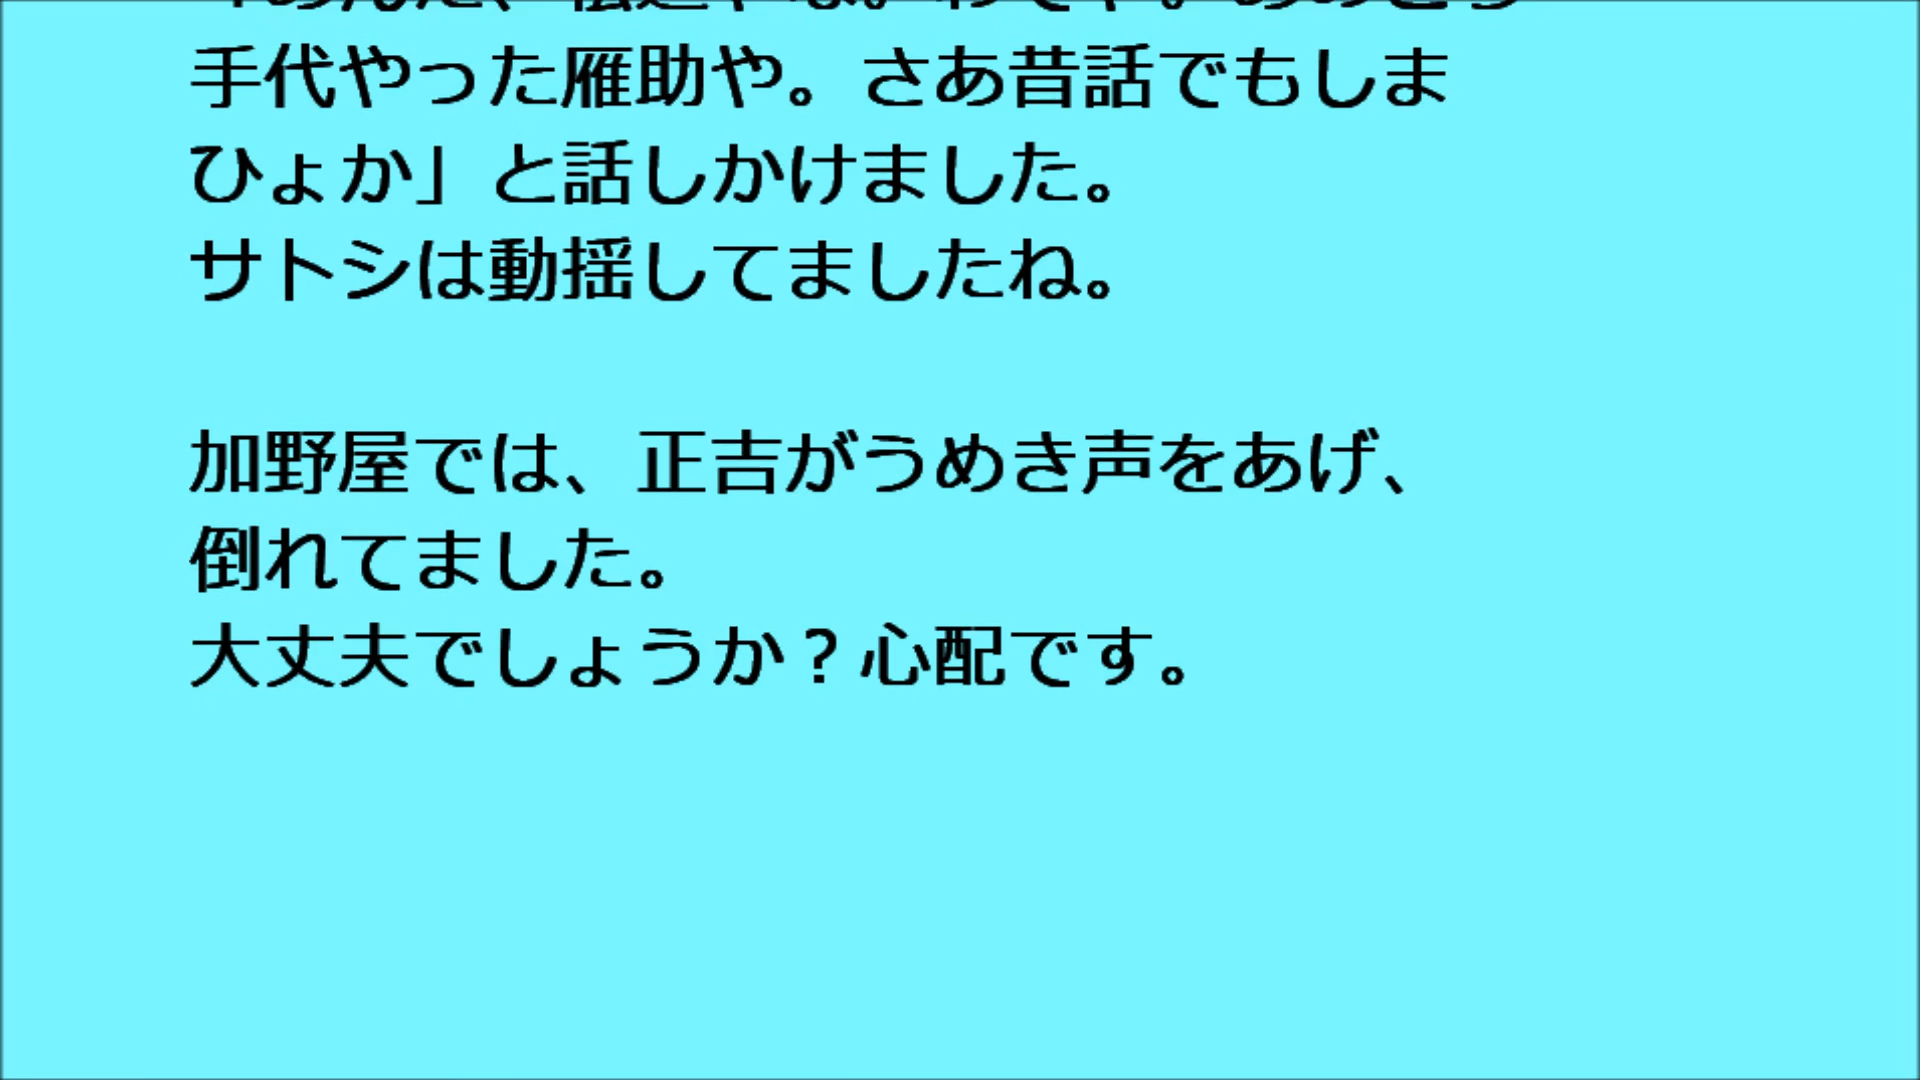 手代やった雁助や。さあ昔話でもしま
ひょか」と話しかけました。
サトシは動揺してましたね。
加野屋では、正吉がうめき声をあげ、
倒れてました。
大丈夫でしょうか？心配です。